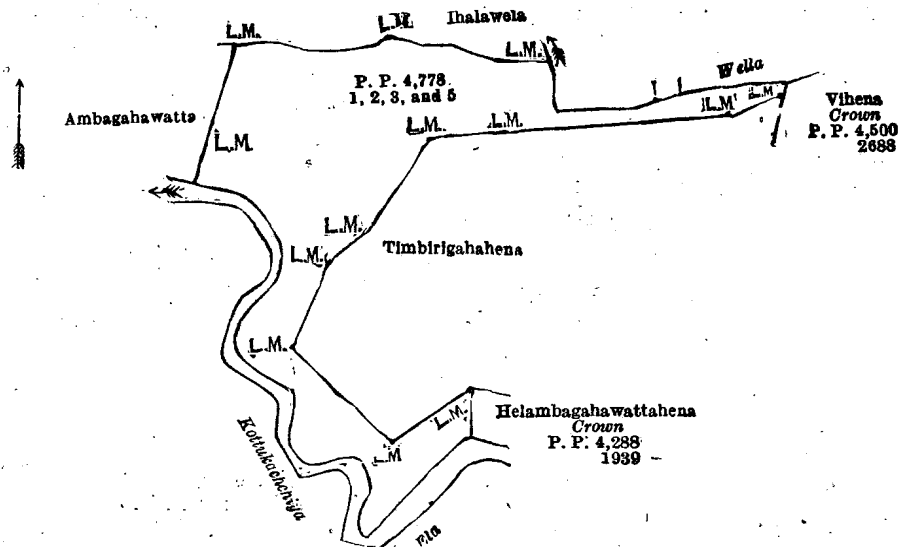 L.M. Ihalawela
L.M.
L.M.
P. P. 4,778
1, 2, 3, and 5
Wella
L.M
L.M
Vihena
Crown
P. P. 4,500
2688
Ambagahawatta
L.M.
L.M.
L.M.
L.M.
L.M.
Timbirigahahena
L.M.
L.M.
Helambagahawattahena
Crown
P. P. 4,288
1939
L.M
Kottukachchiya
Ela